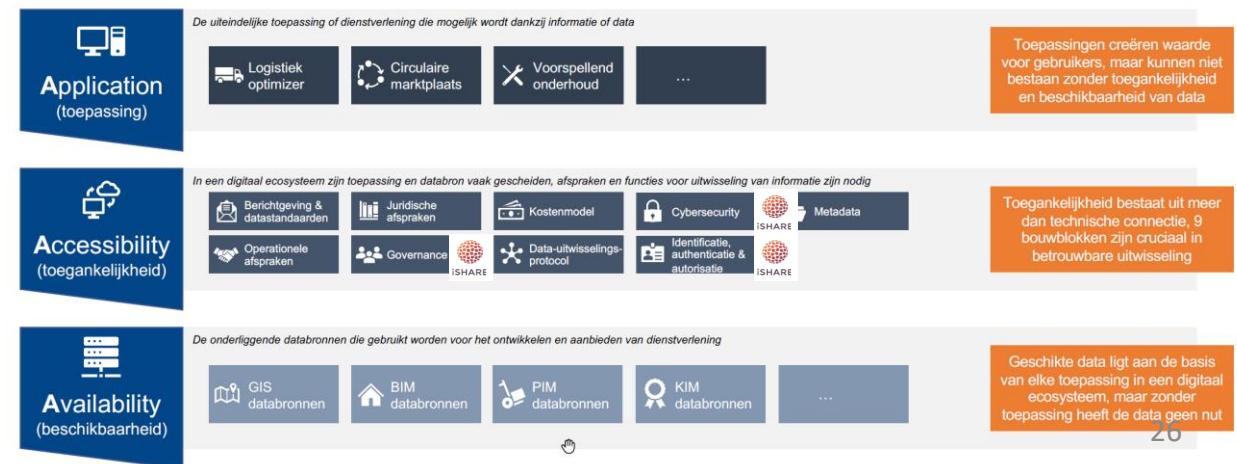 De uiteindelijke toepassing of dienstverlening die mogelijk wordt dankzij informatie of data
Application
(toepassing)
Logistiek
optimizer
Circulaire
marktplaats
Voorspellend
onderhoud
...
Toepassingen creëren waarde
voor gebruikers, maar kunnen niet
bestaan zonder toegankelijkheid
en beschikbaarheid van data
In een digitaal ecosysteem zijn toepassing en databron vaak gescheiden, afspraken en functies voor uitwisseling van informatie zijn nodig
Accessibility
(toegankelijkheid)
Berichtgeving &
datastandaarden
Juridische
afspraken
Kostenmodel
Cybersecurity
iSHARE
Metadata
Operationele
afspraken
Governance
iSHARE
Data-uitwisselings-
protocol
Identificatie,
authenticatie &
autorisatie
iSHARE
Toegankelijkheid bestaat uit meer
dan technische connectie, 9
bouwblokken zijn cruciaal in
betrouwbare uitwisseling
De onderliggende databronnen die gebruikt worden voor het ontwikkelen en aanbieden van dienstverlening
Availability
(beschikbaarheid)
GIS
databronnen
BIM
databronnen
PIM
databronnen
KIM
databronnen
...
Geschikte data ligt aan de basis
van elke toepassing in een digitaal
ecosysteem, maar zonder
toepassing heeft de data geen nut
26